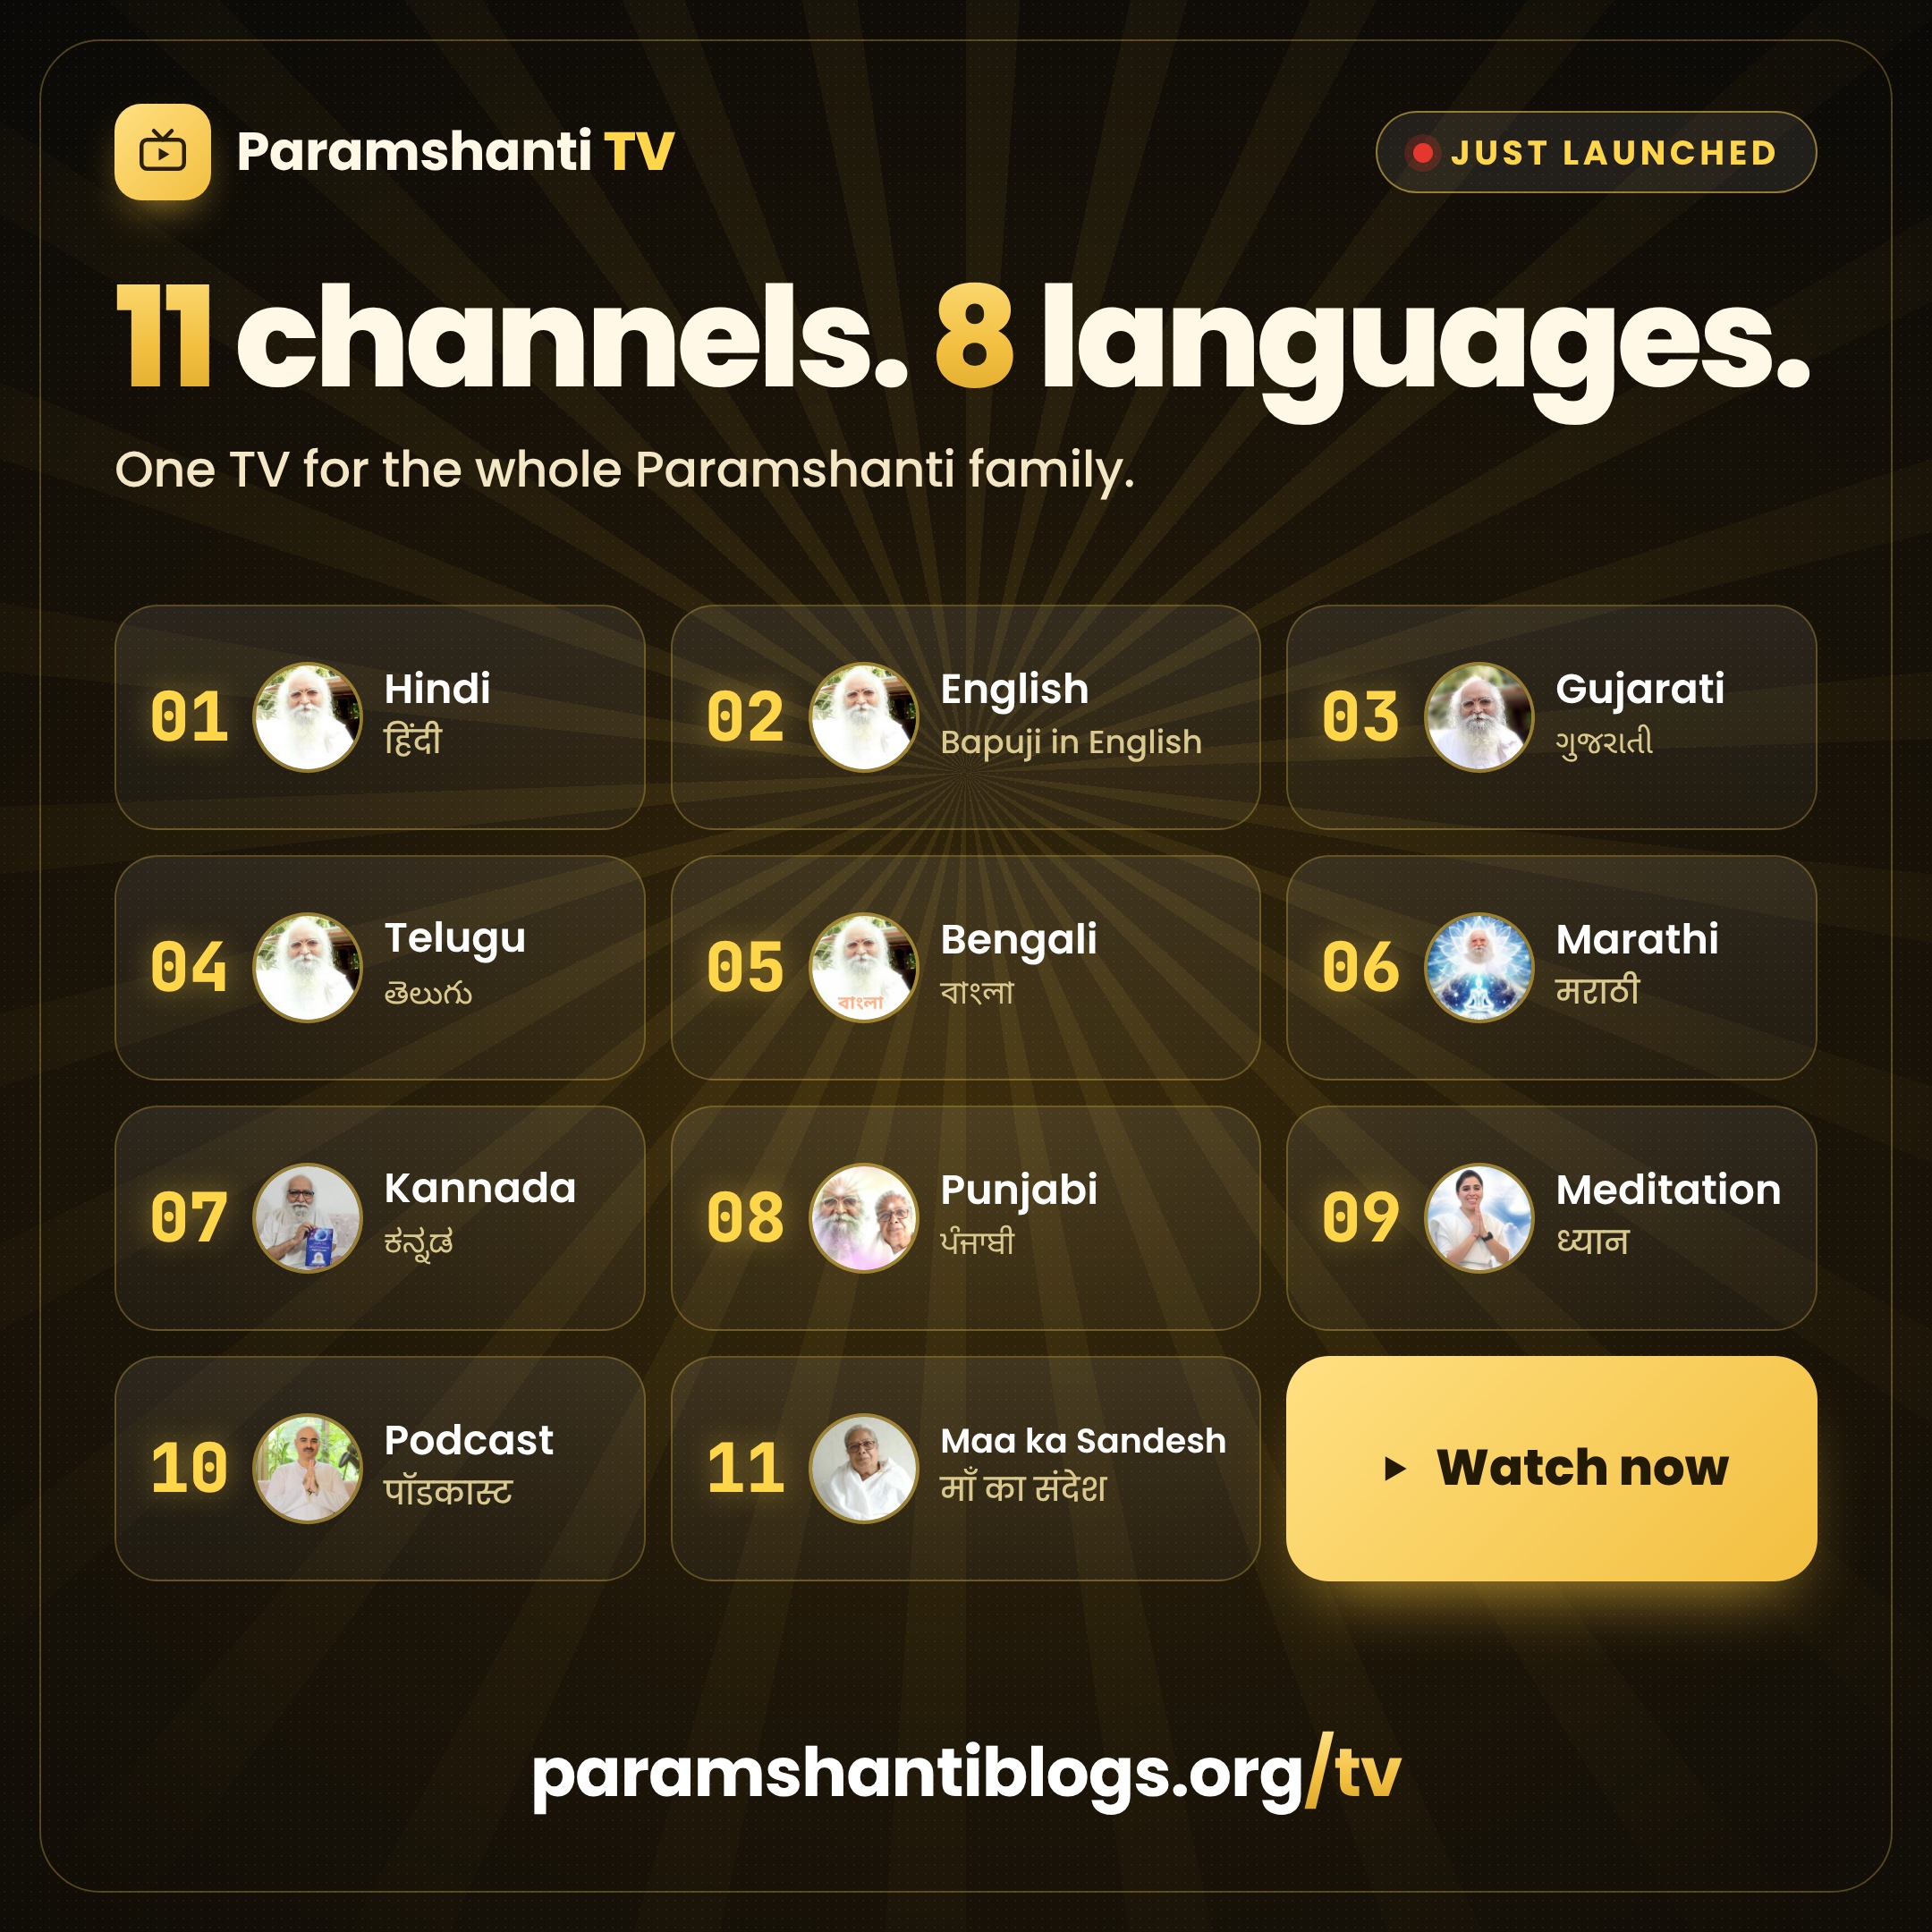 Paramshanti TV
JUST LAUNCHED
11 channels. 8 languages.
One TV for the whole Paramshanti family.
01
Hindi
हिंदी
02
English
Bapuji in English
03
Gujarati
ગુજરાતી
04
Telugu
తెలుగు
05
বাংলা
Bengali
বাংলা
06
Marathi
मराठी
07
Kannada
ಕನ್ನಡ
08
Punjabi
ਪੰਜਾਬੀ
09
Meditation
ध्यान
10
Podcast
पॉडकास्ट
11
Maa ka Sandesh
माँ का संदेश
Watch now
paramshantiblogs.org/tv